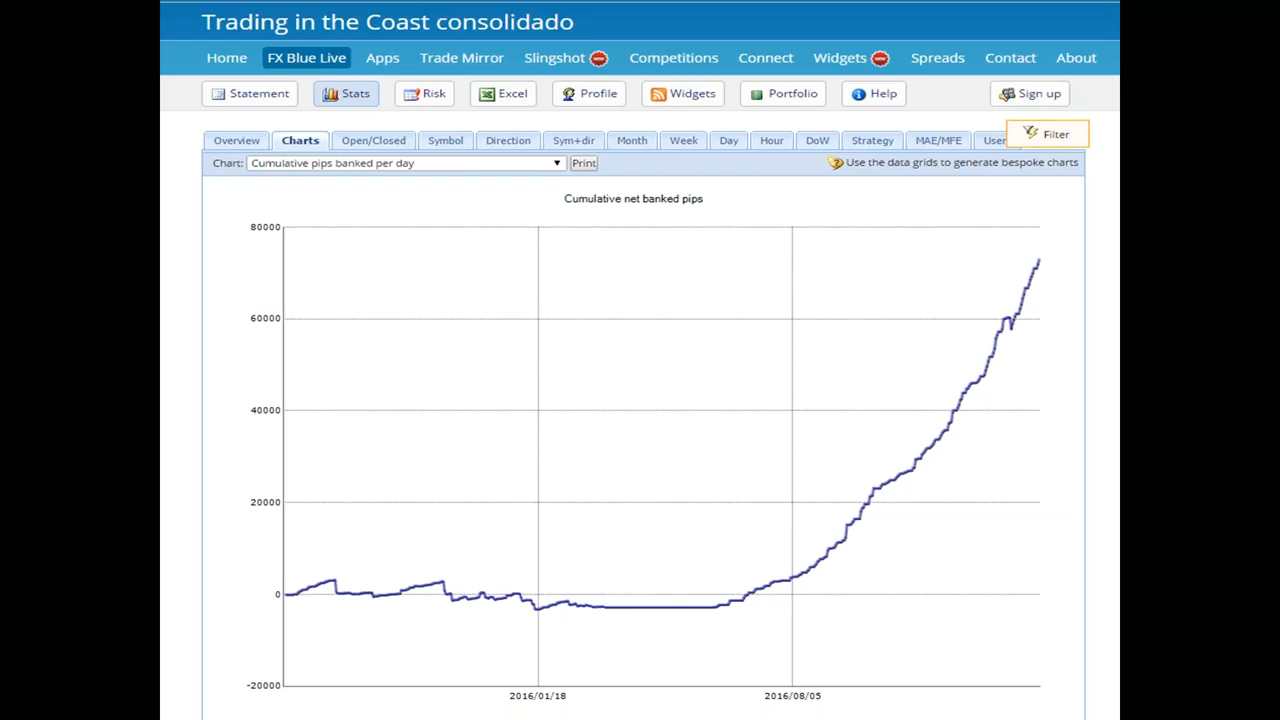 Trading in the Coast consolidado
Home FX Blue Live Apps Trade Mirror Slingshot Competitions Connect Widgets Spreads Contact About
Statement Stats Risk Excel Profile Widgets Portfolio Help Sign up
Overview Charts Open/Closed Symbol Direction Sym+dir Month Week Day Hour DoW Strategy MAE/MFE User Filter
Chart: Cumulative pips banked per day Print Use the data grids to generate bespoke charts
Cumulative net banked pips
80000
60000
40000
20000
0
-20000
2016/01/18 2016/08/05